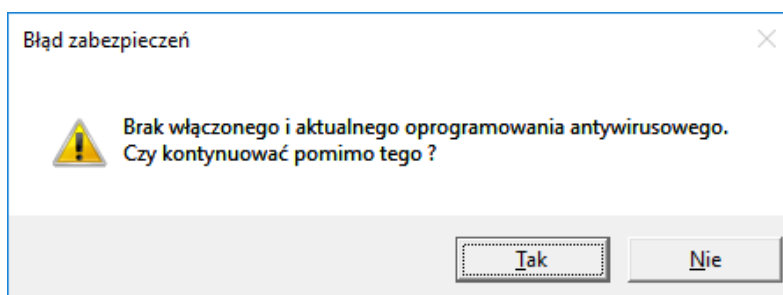 Błąd zabezpieczeń
Brak włączonego i aktualnego oprogramowania antywirusowego.
Czy kontynuować pomimo tego ?
Tak
Nie